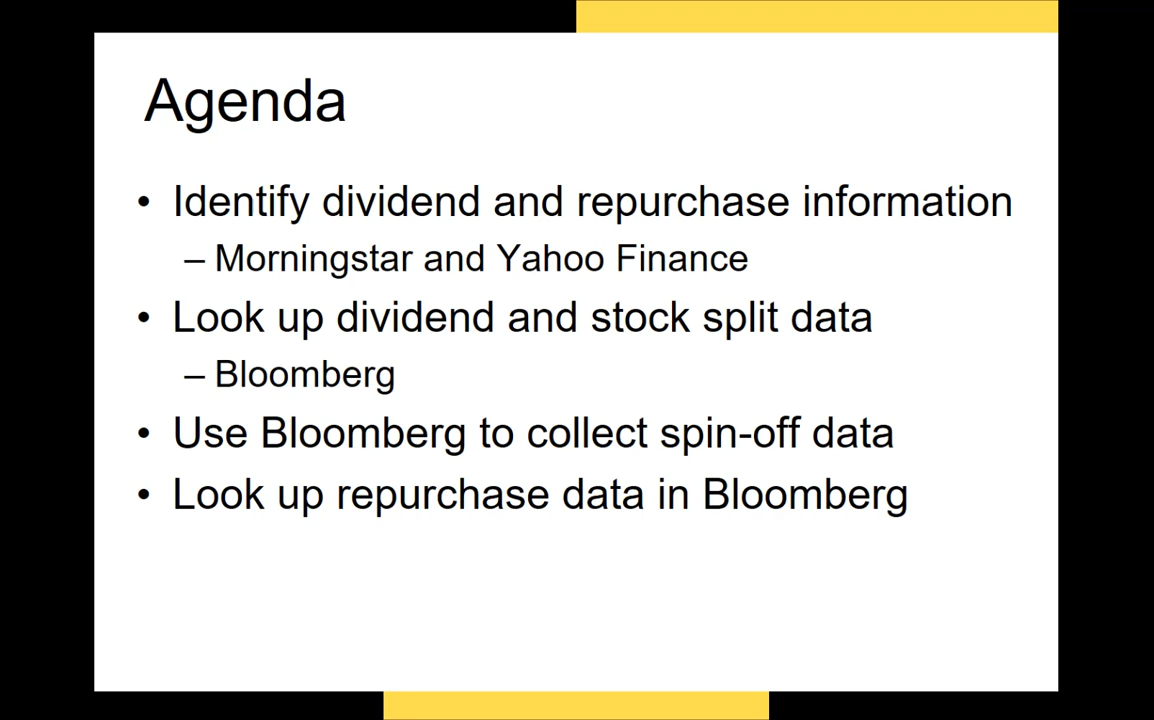 Agenda
• Identify dividend and repurchase information
– Morningstar and Yahoo Finance
• Look up dividend and stock split data
– Bloomberg
• Use Bloomberg to collect spin-off data
• Look up repurchase data in Bloomberg